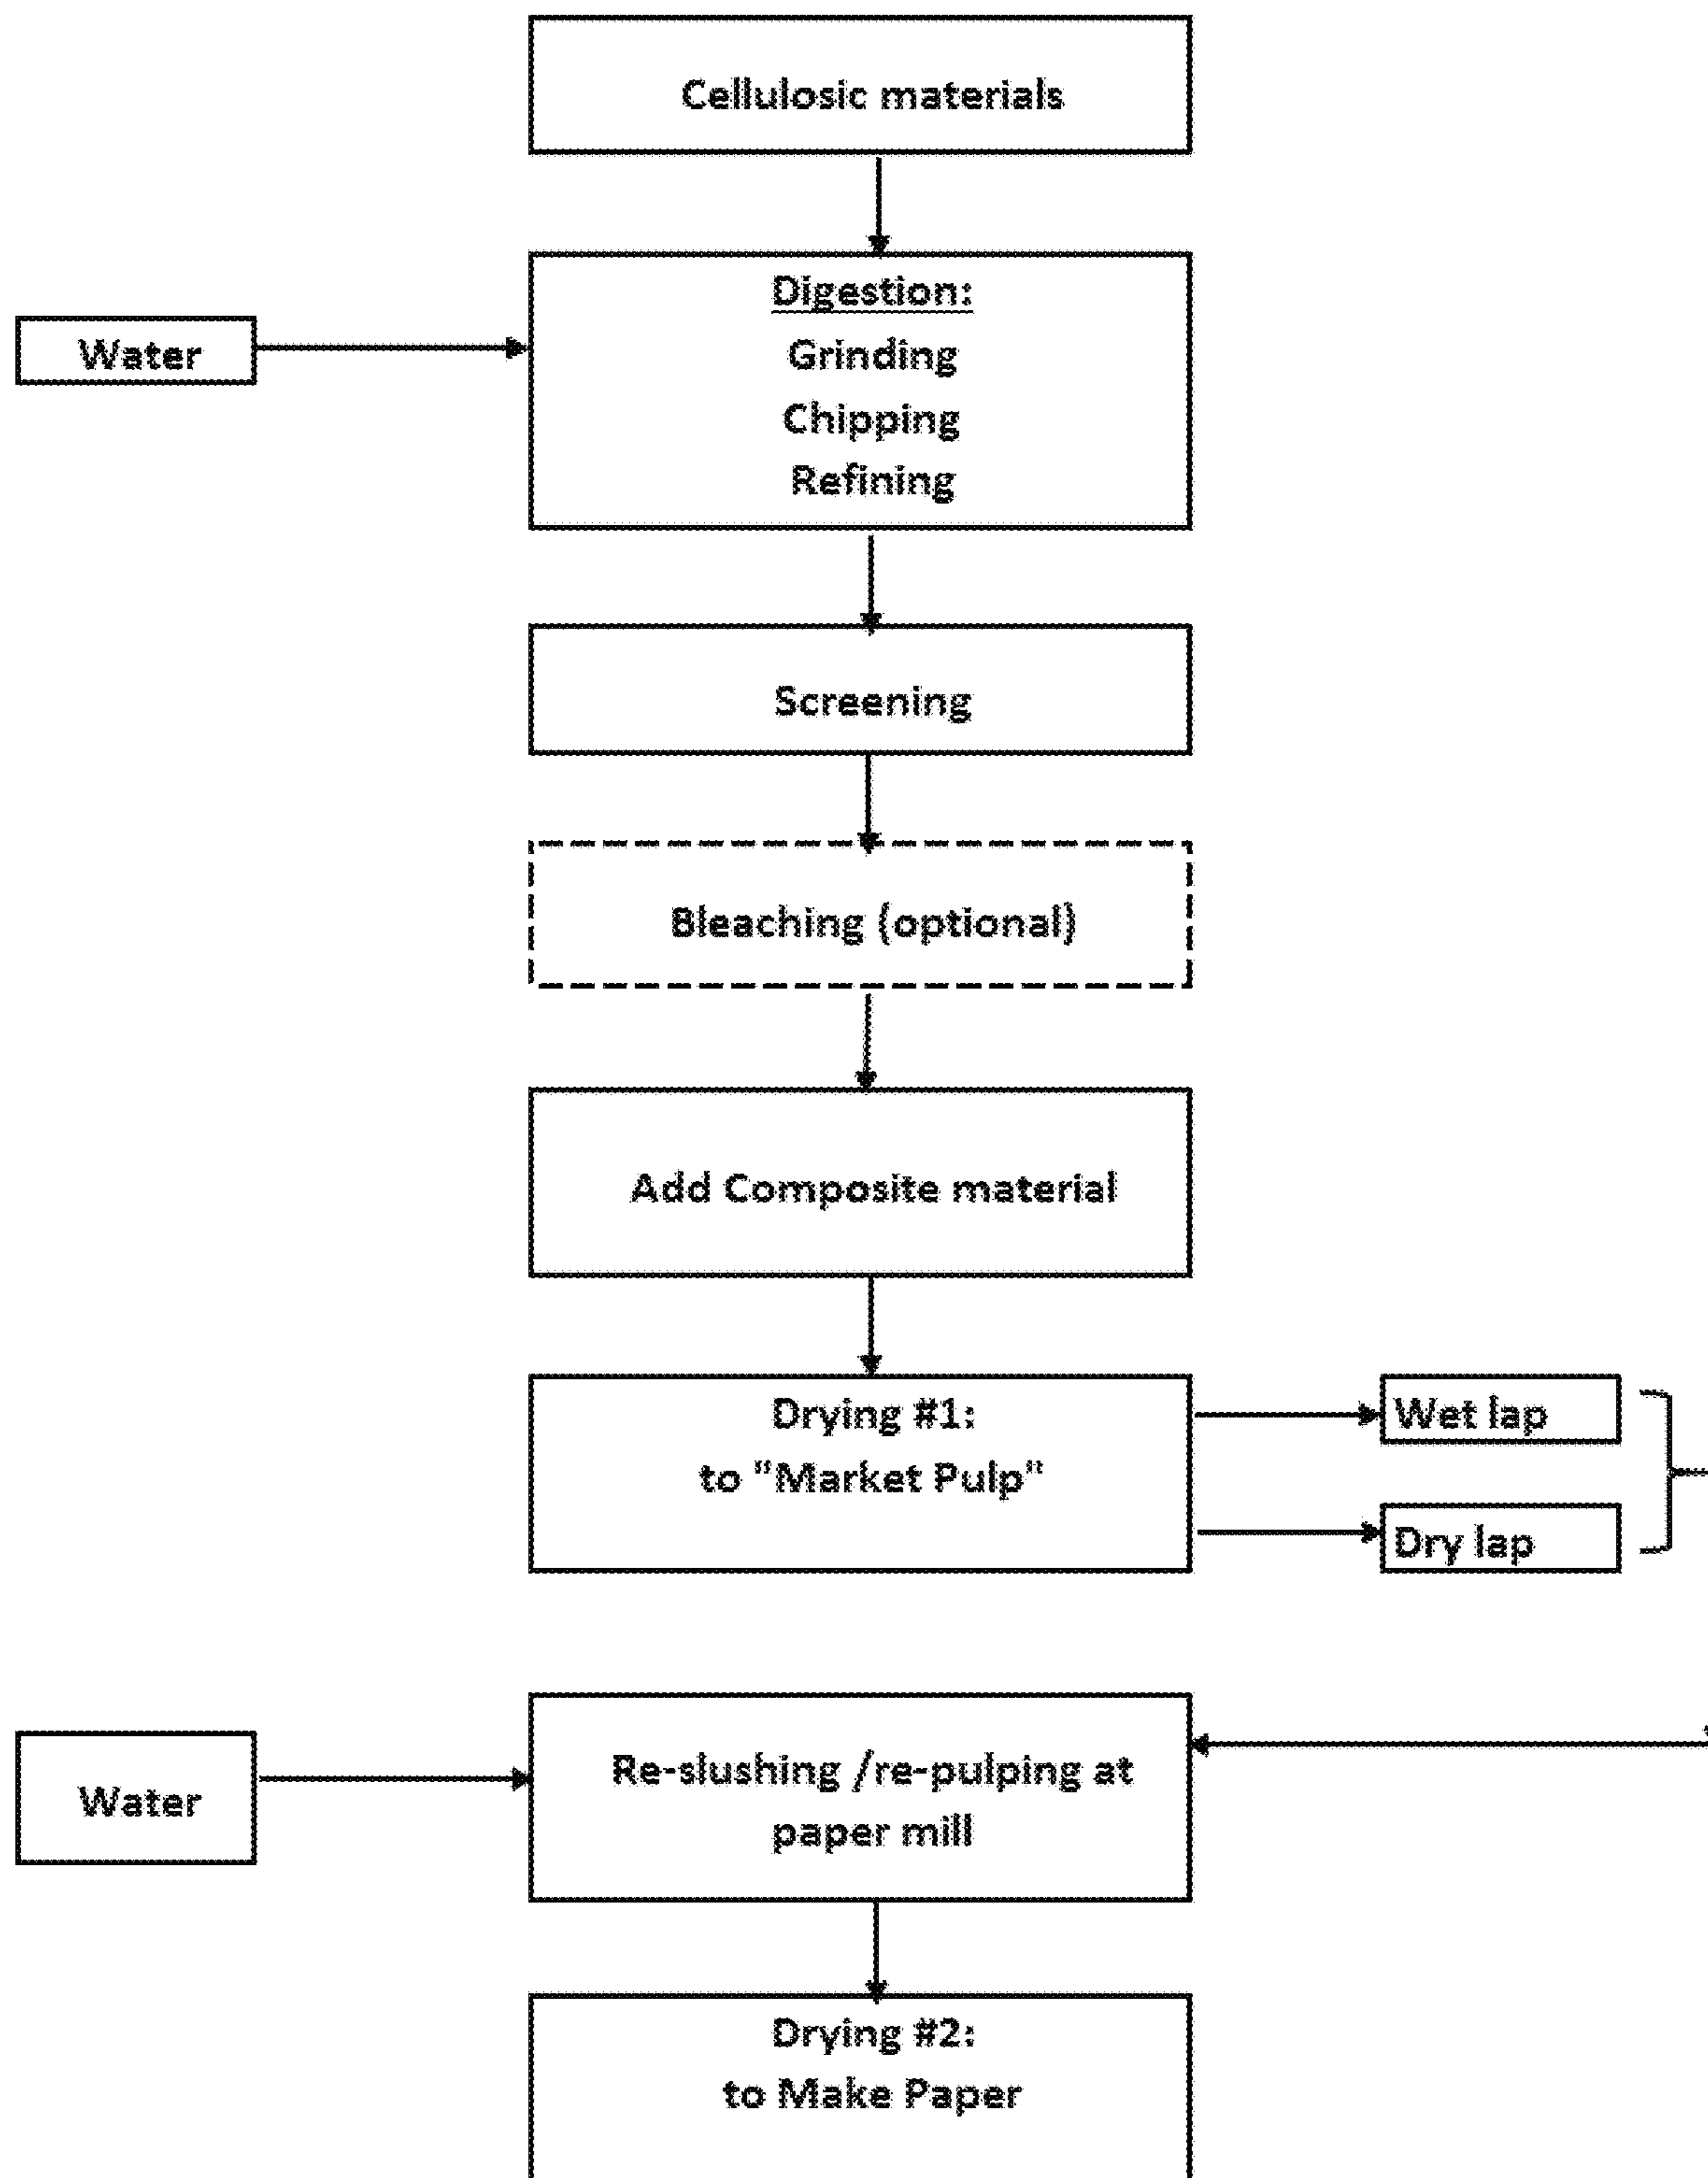 Cellulosic materials
Water
Digestion:
Grinding
Chipping
Refining
Screening
Bleaching (optional)
Add Composite material
Drying #1:
to "Market Pulp"
Wet lap
Dry lap
Water
Re-slushing /re-pulping at
paper mill
Drying #2:
to Make Paper